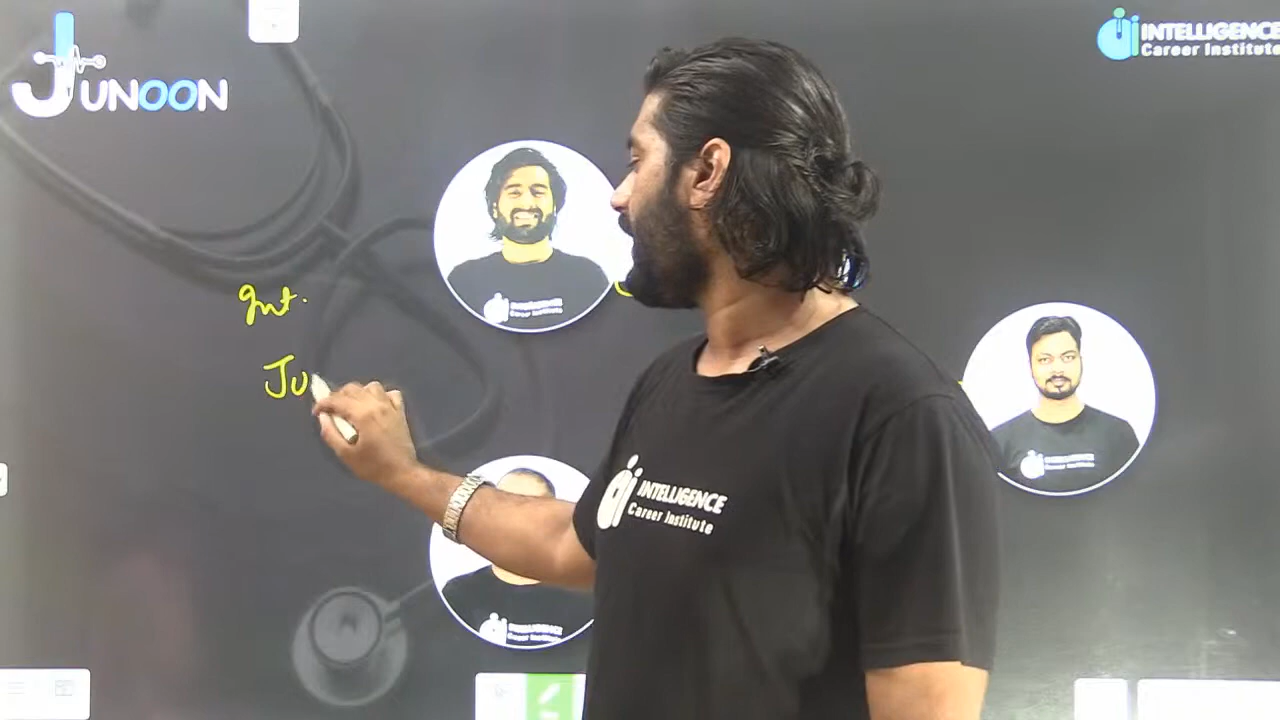 JUNOON
INTELLIGENCE
Career Institute
Int.
Ju
INTELLIGENCE
Career Institute